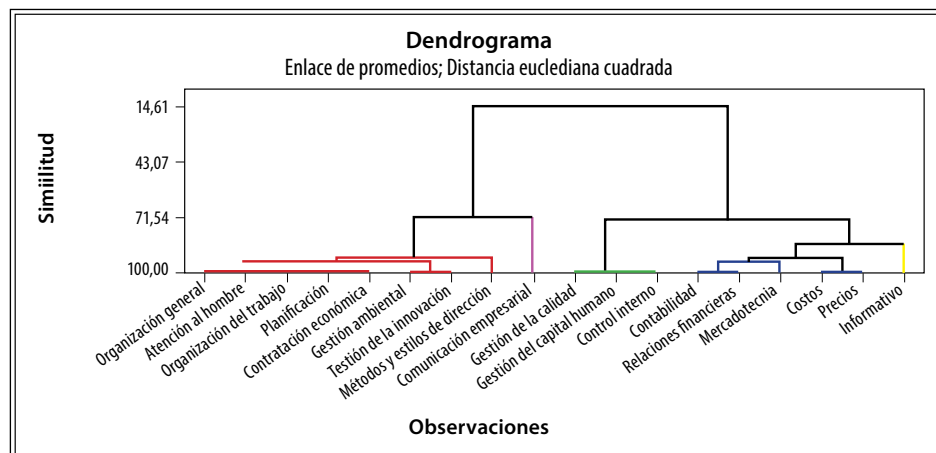 Dendrograma
Enlace de promedios; Distancia euclediana cuadrada
Simiilitud
14,61
43,07
71,54
100,00
Organización general
Atención al hombre
Organización del trabajo
Planificación
Contratación económica
Gestión ambiental
Testión de la innovación
Métodos y estilos de dirección
Comunicación empresarial
Gestión de la calidad
Gestión del capital humano
Control interno
Contabilidad
Relaciones financieras
Mercadotecnia
Costos
Precios
Informativo
Observaciones